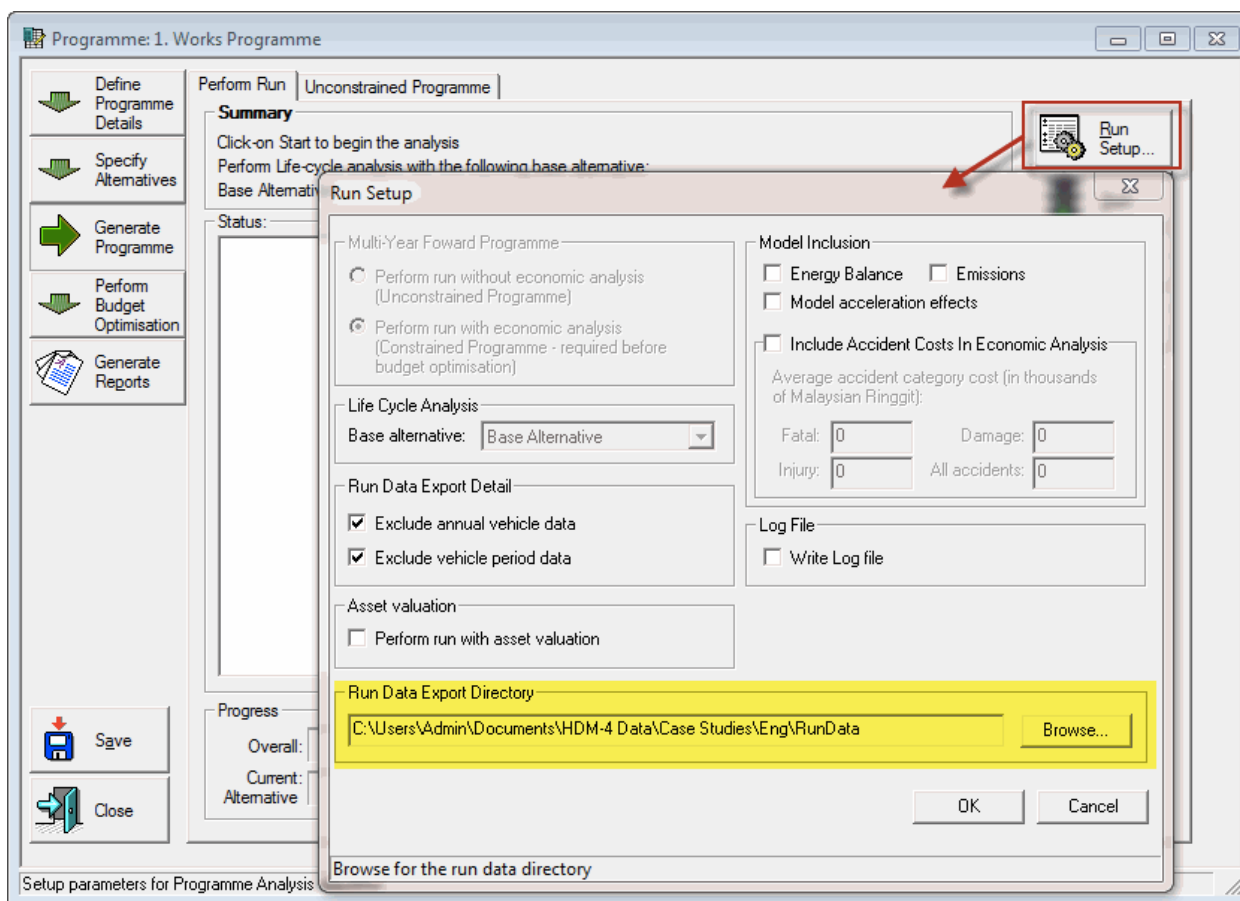 Programme: 1. Works Programme
Define
Programme
Details
Specify
Alternatives
Generate
Programme
Perform
Budget
Optimisation
Generate
Reports
Save
Close
Perform Run
Unconstrained Programme
Summary
Click-on Start to begin the analysis
Perform Life-cycle analysis with the following base alternative:
Base
Status:
Progress
Overall:
Current:
Alternative
Run
Setup...
Run Setup
Multi-Year Foward Programme
Perform run without economic analysis
(Unconstrained Programme)
Perform run with economic analysis
(Constrained Programme - required before
budget optimisation)
Life Cycle Analysis
Base alternative: Base Alternative
Run Data Export Detail
Exclude annual vehicle data
Exclude vehicle period data
Asset valuation
Perform run with asset valuation
Model Inclusion
Energy Balance Emissions
Model acceleration effects
Include Accident Costs In Economic Analysis
Average accident category cost (in thousands
of Malaysian Ringgit):
Fatal: 0 Damage: 0
Injury: 0 All accidents: 0
Log File
Write Log file
Run Data Export Directory
C:\Users\Admin\Documents\HDM-4 Data\Case Studies\Eng\RunData Browse...
OK Cancel
Browse for the run data directory
Setup parameters for Programme Analysis